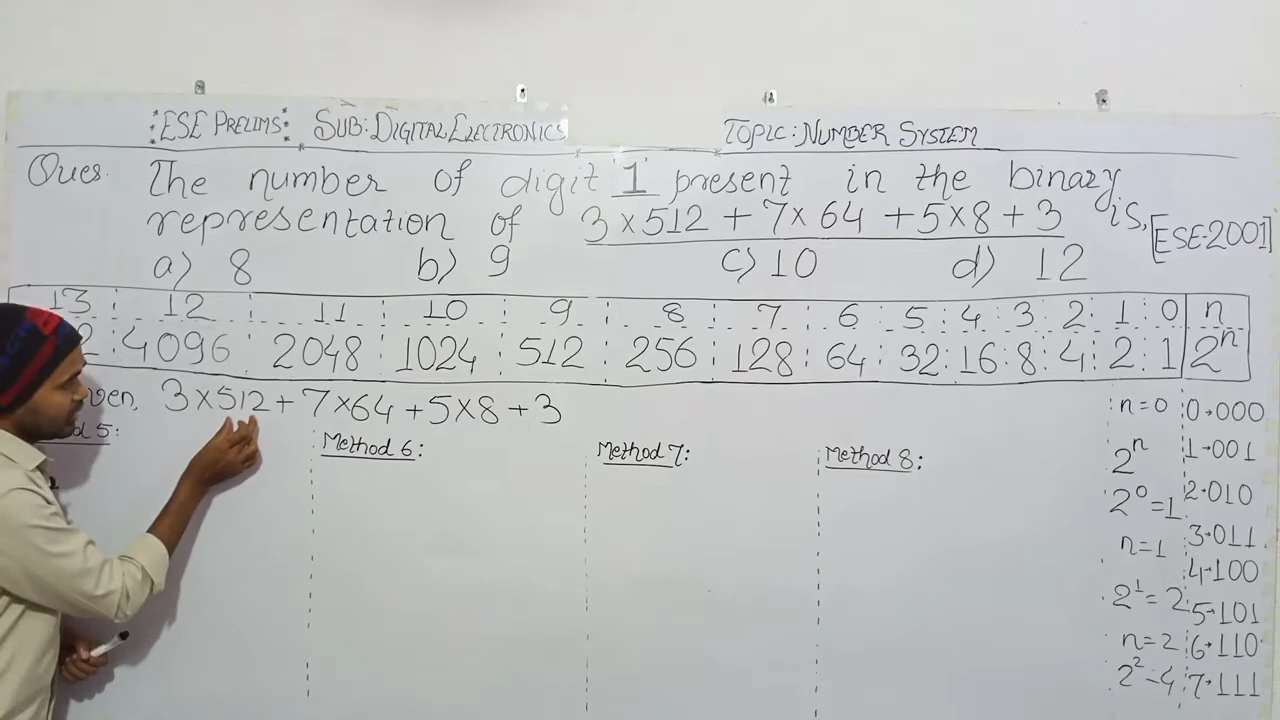 ESE PRELIMS SUB: DIGITAL ELECTRONICS TOPIC: NUMBER SYSTEM
Ques. The number of digit 1 present in the binary
representation of 3×512 + 7×64 + 5×8 + 3 is, [ESE-2001]
a) 8 b) 9 c) 10 d) 12
13 12 11 10 9 8 7 6 5 4 3 2 1 0 n
2 4096 2048 1024 512 256 128 64 32 16 8 4 2 1 2ⁿ
3×512 + 7×64 + 5×8 + 3
5:
Method 6:
Method 7:
Method 8:
n=0
2ⁿ
2⁰=1
n=1
2¹=2
n=2
2²-4
0→000
1→001
2→010
3→011
4→100
5→101
6→110
7→111